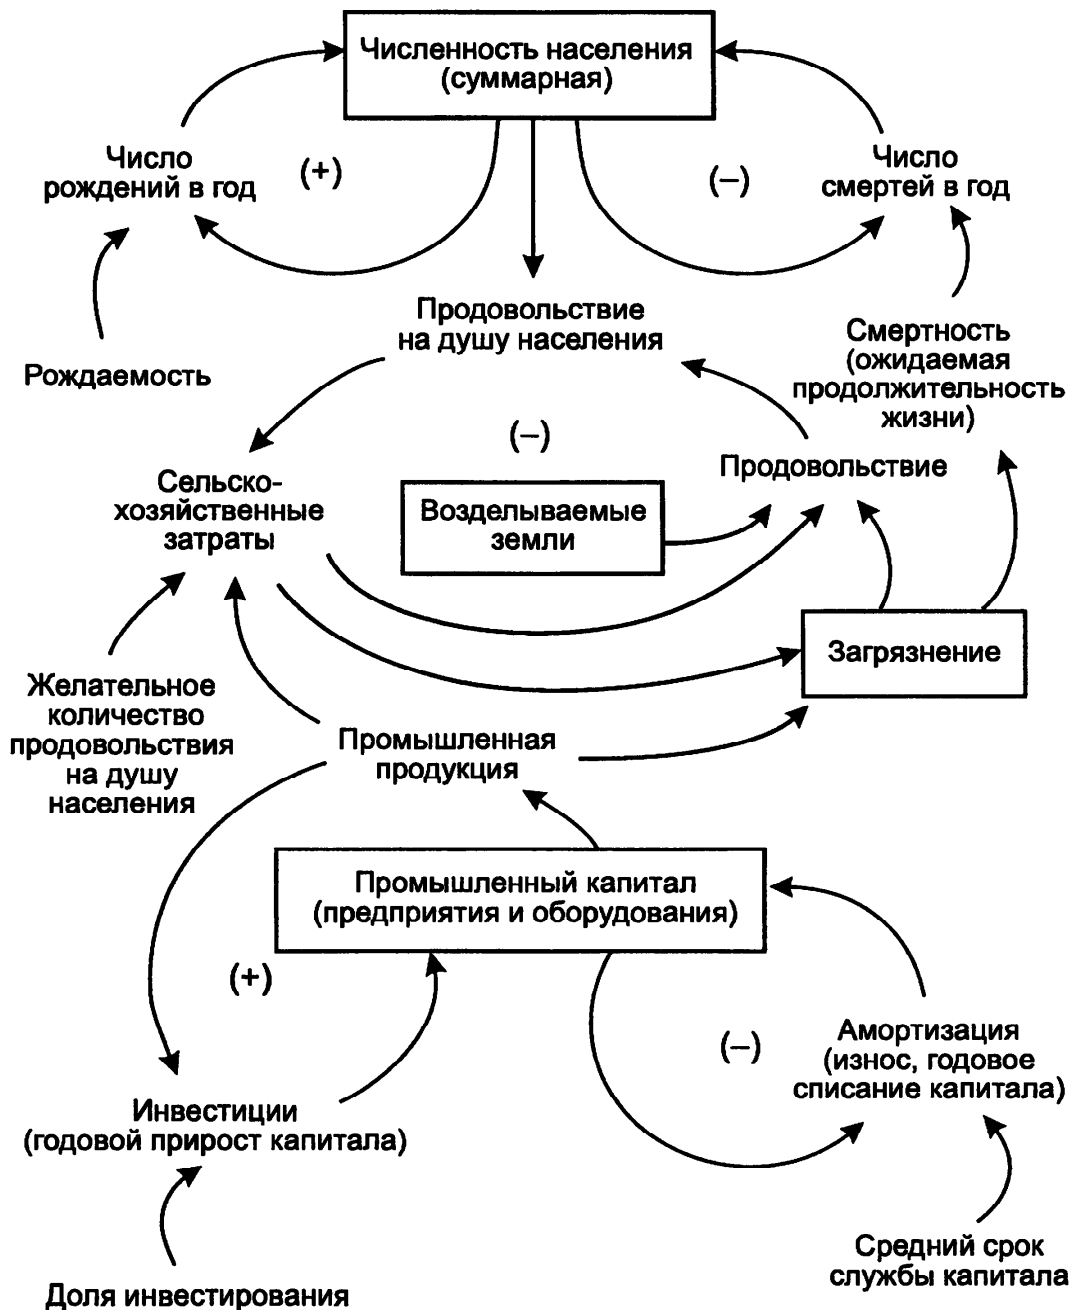 Численность населения
(суммарная)
Число
рождений в год
(+)
(–)
Число
смертей в год
Продовольствие
на душу населения
Рождаемость
Смертность
(ожидаемая
продолжительность
жизни)
(–)
Продовольствие
Сельско-
хозяйственные
затраты
Возделываемые
земли
Загрязнение
Желательное
количество
продовольствия
на душу
населения
Промышленная
продукция
Промышленный капитал
(предприятия и оборудования)
(+)
(–)
Амортизация
(износ, годовое
списание капитала)
Инвестиции
(годовой прирост капитала)
Средний срок
службы капитала
Доля инвестирования